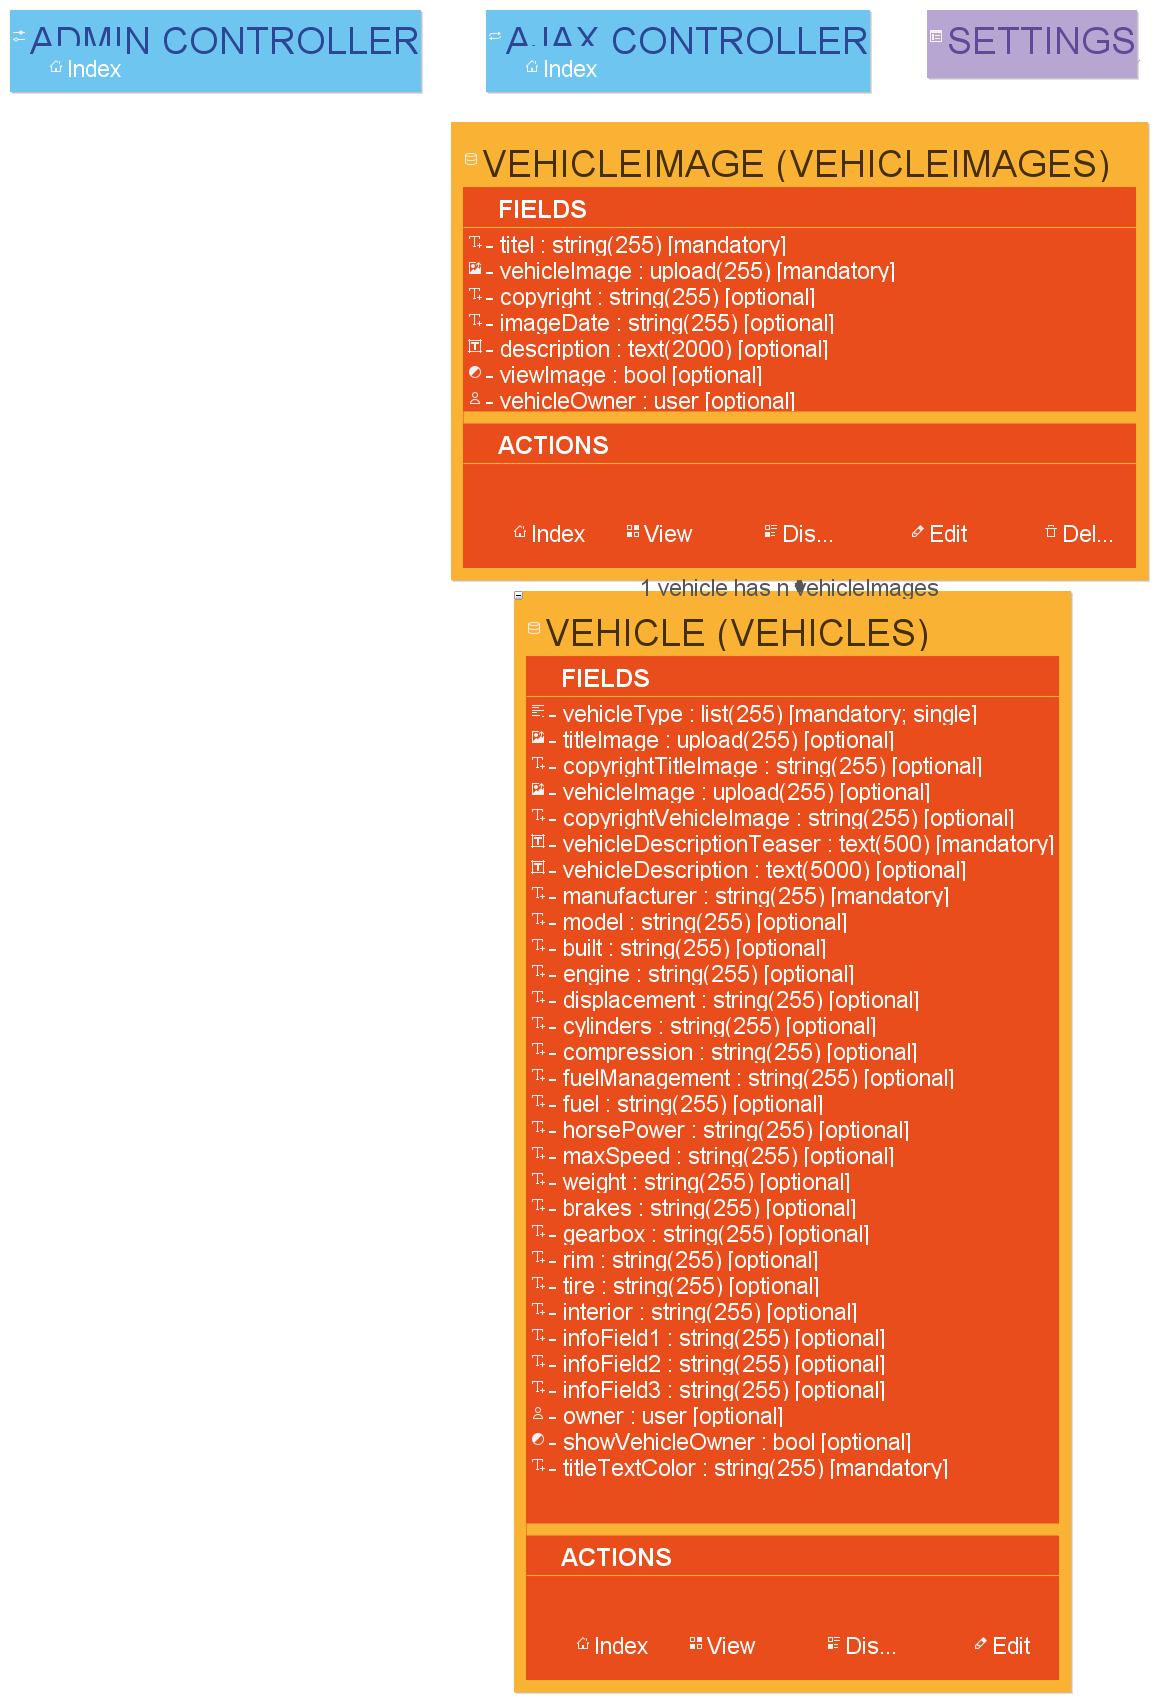 ADMIN CONTROLLER
Index
AJAX CONTROLLER
Index
SETTINGS
VEHICLEIMAGE (VEHICLEIMAGES)
FIELDS
- titel : string(255) [mandatory]
- vehicleImage : upload(255) [mandatory]
- copyright : string(255) [optional]
- imageDate : string(255) [optional]
- description : text(2000) [optional]
- viewImage : bool [optional]
- vehicleOwner : user [optional]
ACTIONS
Index View Dis... Edit Del...
1 vehicle has n vehicleImages
VEHICLE (VEHICLES)
FIELDS
- vehicleType : list(255) [mandatory; single]
- titleImage : upload(255) [optional]
- copyrightTitleImage : string(255) [optional]
- vehicleImage : upload(255) [optional]
- copyrightVehicleImage : string(255) [optional]
- vehicleDescriptionTeaser : text(500) [mandatory]
- vehicleDescription : text(5000) [optional]
- manufacturer : string(255) [mandatory]
- model : string(255) [optional]
- built : string(255) [optional]
- engine : string(255) [optional]
- displacement : string(255) [optional]
- cylinders : string(255) [optional]
- compression : string(255) [optional]
- fuelManagement : string(255) [optional]
- fuel : string(255) [optional]
- horsePower : string(255) [optional]
- maxSpeed : string(255) [optional]
- weight : string(255) [optional]
- brakes : string(255) [optional]
- gearbox : string(255) [optional]
- rim : string(255) [optional]
- tire : string(255) [optional]
- interior : string(255) [optional]
- infoField1 : string(255) [optional]
- infoField2 : string(255) [optional]
- infoField3 : string(255) [optional]
- owner : user [optional]
- showVehicleOwner : bool [optional]
- titleTextColor : string(255) [mandatory]
ACTIONS
Index View Dis... Edit